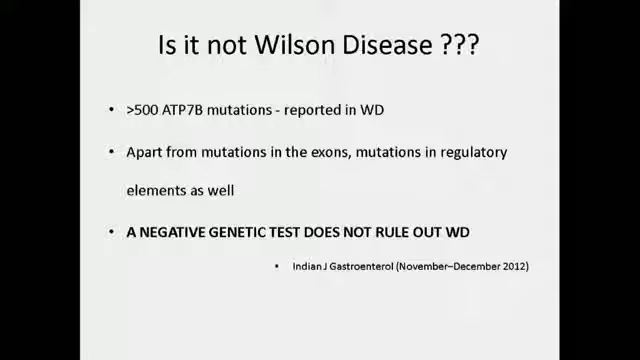 Is it not Wilson Disease ???
• >500 ATP7B mutations - reported in WD
• Apart from mutations in the exons, mutations in regulatory
elements as well
• A NEGATIVE GENETIC TEST DOES NOT RULE OUT WD
• Indian J Gastroenterol (November–December 2012)